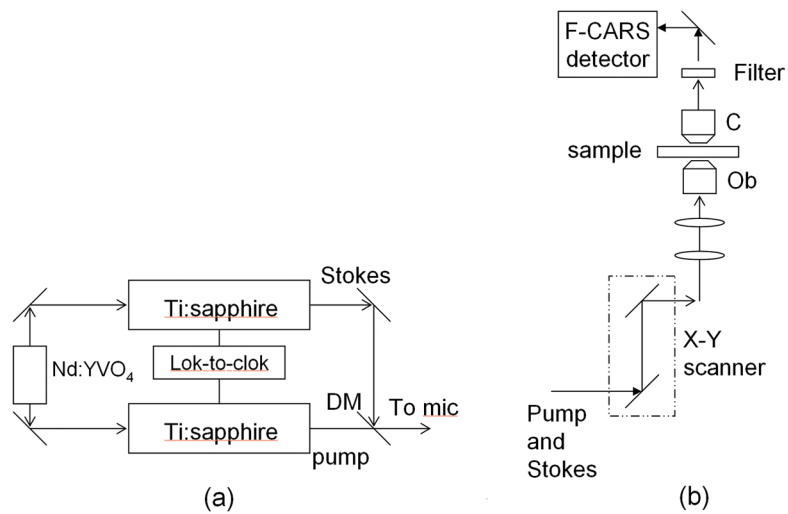 Stokes
Ti:sapphire
Nd:YVO4
Lok-to-clok
DM
To mic
Ti:sapphire
pump
(a)
F-CARS
detector
Filter
C
sample
Ob
X-Y
scanner
Pump
and
Stokes
(b)